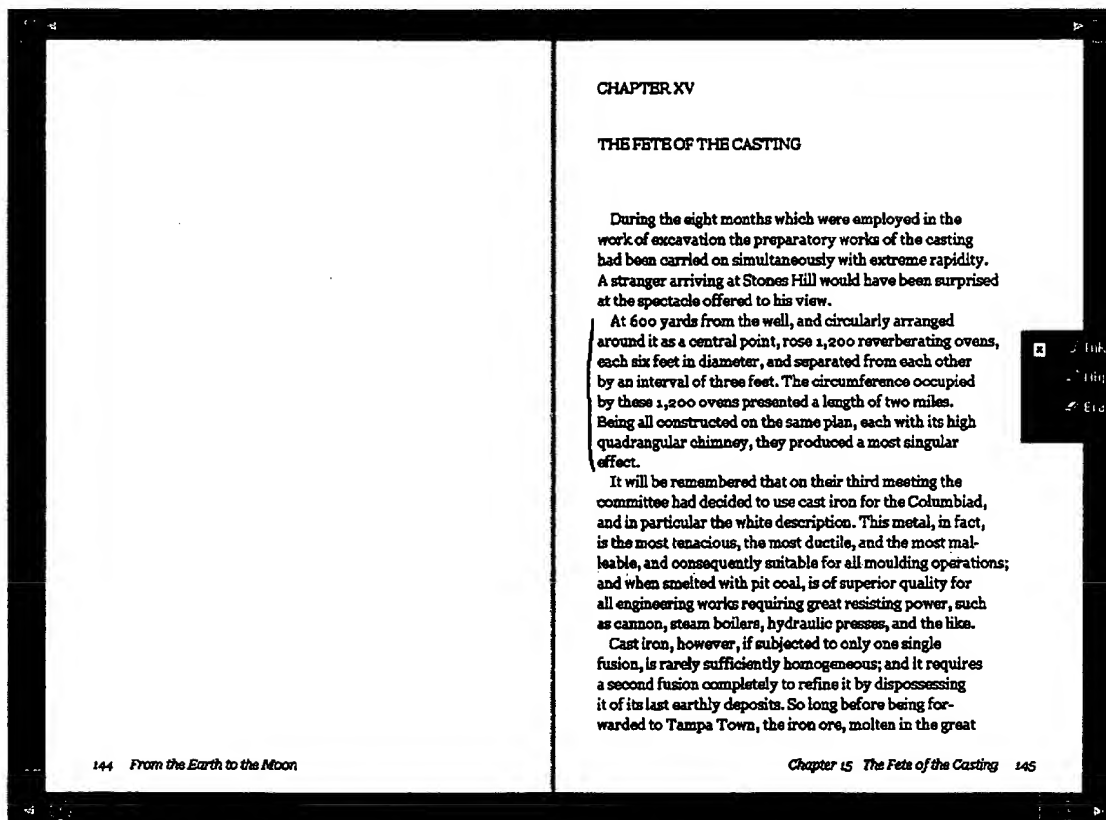 144 From the Earth to the Moon
CHAPTER XV
THE FETE OF THE CASTING
During the eight months which were employed in the
work of excavation the preparatory works of the casting
had been carried on simultaneously with extreme rapidity.
A stranger arriving at Stones Hill would have been surprised
at the spectacle offered to his view.
At 600 yards from the well, and circularly arranged
around it as a central point, rose 1,200 reverberating ovens,
each six feet in diameter, and separated from each other
by an interval of three feet. The circumference occupied
by these 1,200 ovens presented a length of two miles.
Being all constructed on the same plan, each with its high
quadrangular chimney, they produced a most singular
effect.
It will be remembered that on their third meeting the
committee had decided to use cast iron for the Columbiad,
and in particular the white description. This metal, in fact,
is the most tenacious, the most ductile, and the most mal-
leable, and consequently suitable for all moulding operations;
and when smelted with pit coal, is of superior quality for
all engineering works requiring great resisting power, such
as cannon, steam boilers, hydraulic presses, and the like.
Cast iron, however, if subjected to only one single
fusion, is rarely sufficiently homogeneous; and it requires
a second fusion completely to refine it by dispossessing
it of its last earthly deposits. So long before being for-
warded to Tampa Town, the iron ore, molten in the great
Chapter 15 The Fete of the Casting 145